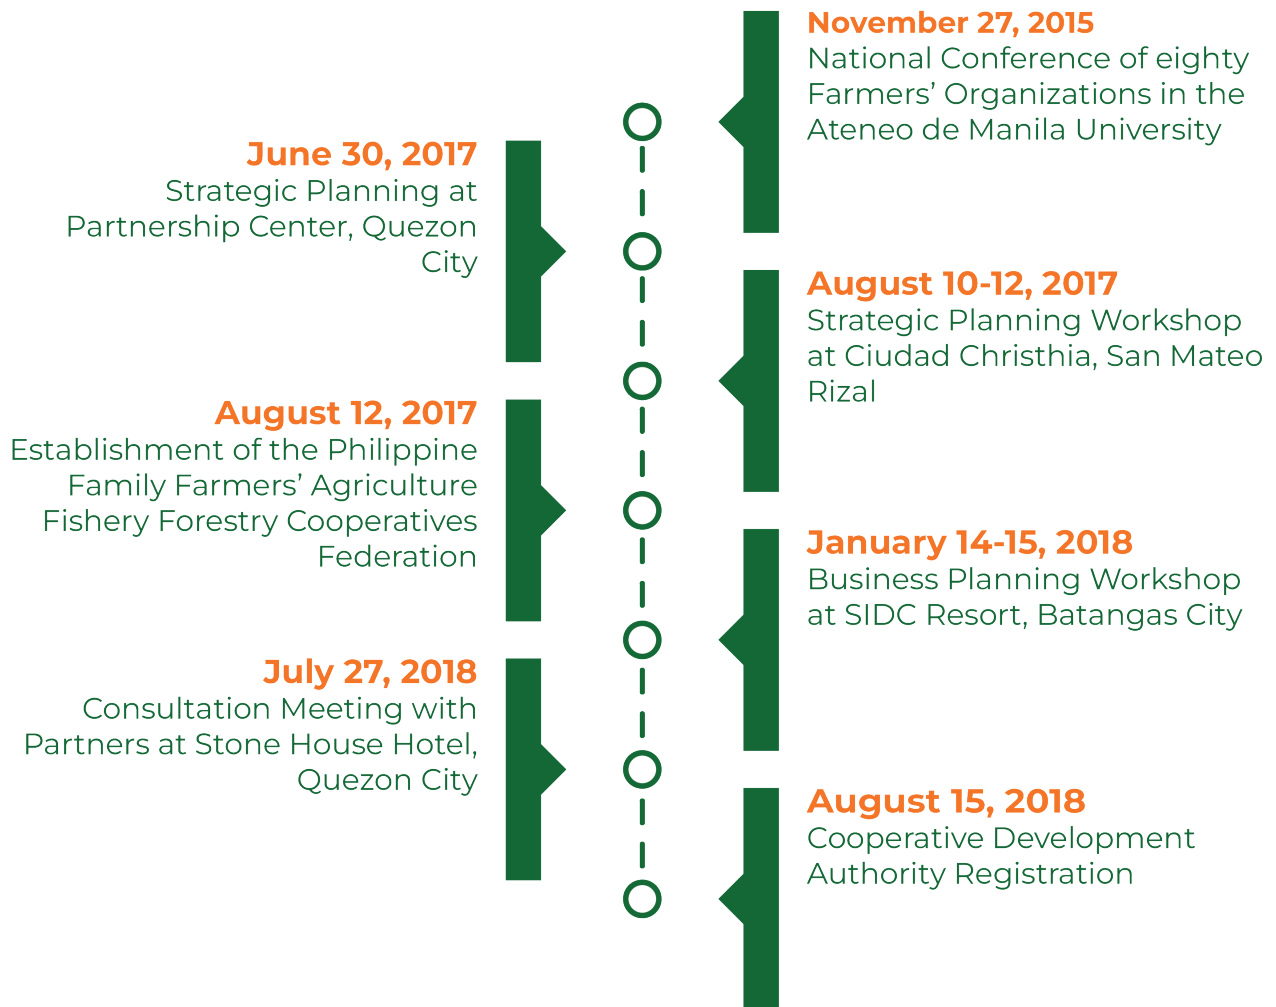 November 27, 2015
National Conference of eighty
Farmers’ Organizations in the
Ateneo de Manila University
June 30, 2017
Strategic Planning at
Partnership Center, Quezon
City
August 10-12, 2017
Strategic Planning Workshop
at Ciudad Christhia, San Mateo
Rizal
August 12, 2017
Establishment of the Philippine
Family Farmers’ Agriculture
Fishery Forestry Cooperatives
Federation
January 14-15, 2018
Business Planning Workshop
at SIDC Resort, Batangas City
July 27, 2018
Consultation Meeting with
Partners at Stone House Hotel,
Quezon City
August 15, 2018
Cooperative Development
Authority Registration